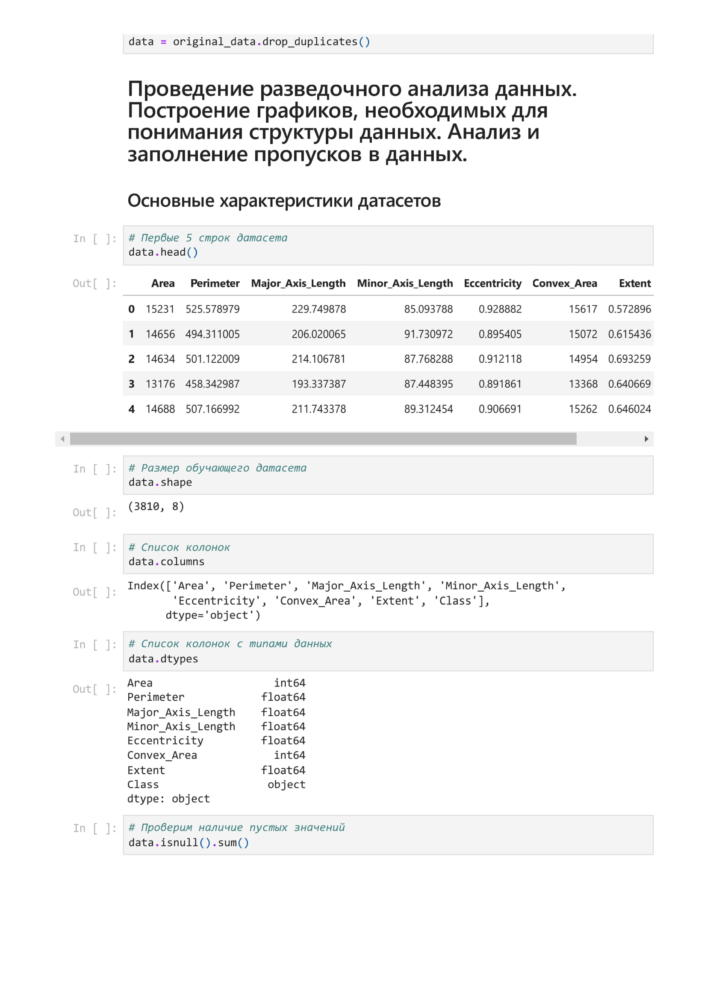 data = original_data.drop_duplicates()
Проведение разведочного анализа данных.
Построение графиков, необходимых для
понимания структуры данных. Анализ и
заполнение пропусков в данных.
Основные характеристики датасетов
In [ ]: # Первые 5 строк датасета
data.head()
Out[ ]: Area Perimeter Major_Axis_Length Minor_Axis_Length Eccentricity Convex_Area Extent
0 15231 525.578979 229.749878 85.093788 0.928882 15617 0.572896
1 14656 494.311005 206.020065 91.730972 0.895405 15072 0.615436
2 14634 501.122009 214.106781 87.768288 0.912118 14954 0.693259
3 13176 458.342987 193.337387 87.448395 0.891861 13368 0.640669
4 14688 507.166992 211.743378 89.312454 0.906691 15262 0.646024
In [ ]: # Размер обучающего датасета
data.shape
Out[ ]: (3810, 8)
In [ ]: # Список колонок
data.columns
Out[ ]: Index(['Area', 'Perimeter', 'Major_Axis_Length', 'Minor_Axis_Length',
'Eccentricity', 'Convex_Area', 'Extent', 'Class'],
dtype='object')
In [ ]: # Список колонок с типами данных
data.dtypes
Out[ ]: Area int64
Perimeter float64
Major_Axis_Length float64
Minor_Axis_Length float64
Eccentricity float64
Convex_Area int64
Extent float64
Class object
dtype: object
In [ ]: # Проверим наличие пустых значений
data.isnull().sum()